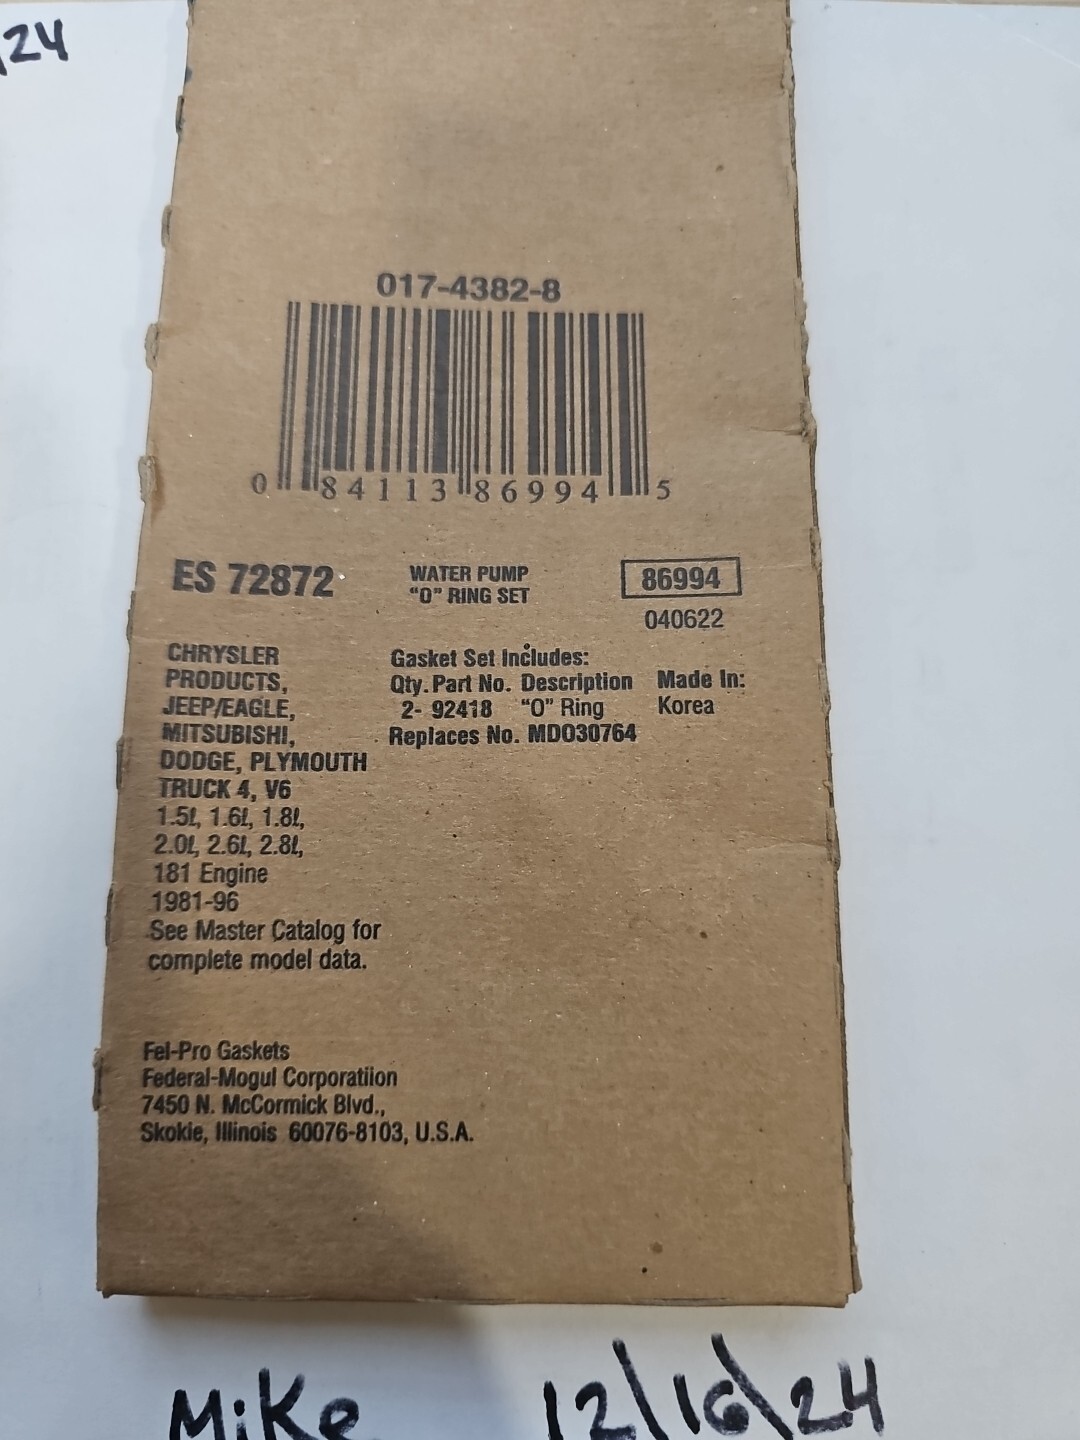 24
017-4382-8
0 84113 86994 5
ES 72872
WATER PUMP
"O" RING SET
86994
040622
CHRYSLER
PRODUCTS,
JEEP/EAGLE,
MITSUBISHI,
DODGE, PLYMOUTH
TRUCK 4, V6
1.5ℓ, 1.6ℓ, 1.8ℓ,
2.0ℓ, 2.6ℓ, 2.8ℓ,
181 Engine
1981-96
See Master Catalog for
complete model data.
Gasket Set Includes:
Qty. Part No. Description
2- 92418 "O" Ring
Replaces No. MD030764
Made In:
Korea
Fel-Pro Gaskets
Federal-Mogul Corporatiion
7450 N. McCormick Blvd.,
Skokie, Illinois 60076-8103, U.S.A.
Mike 12\16\24